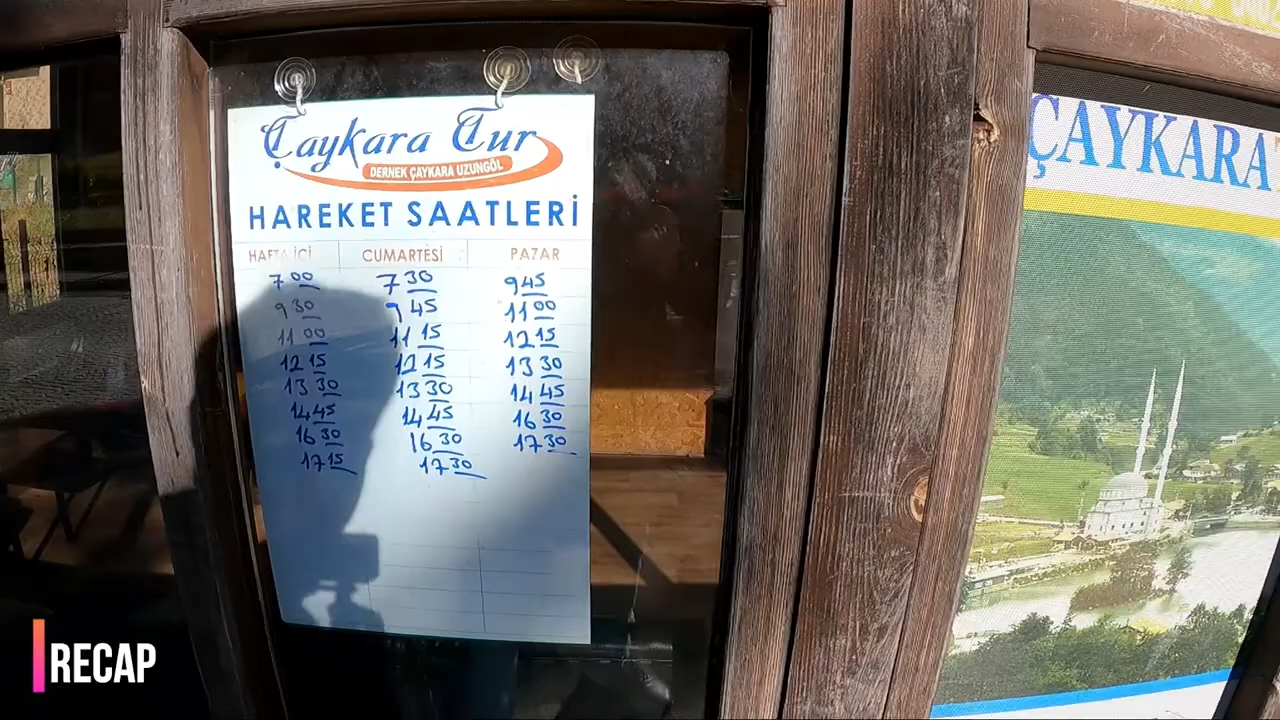 Çaykara Tur
DERNEK ÇAYKARA UZUNGÖL
HAREKET SAATLERİ
HAFTA İÇİ CUMARTESİ PAZAR
7 00 7 30 9 45
9 30 9 45 11 00
11 00 11 15 12 15
12 15 12 15 13 30
13 30 13 30 14 45
14 45 14 45 16 30
16 30 16 30 17 30
17 15 17 30
ÇAYKARA
RECAP